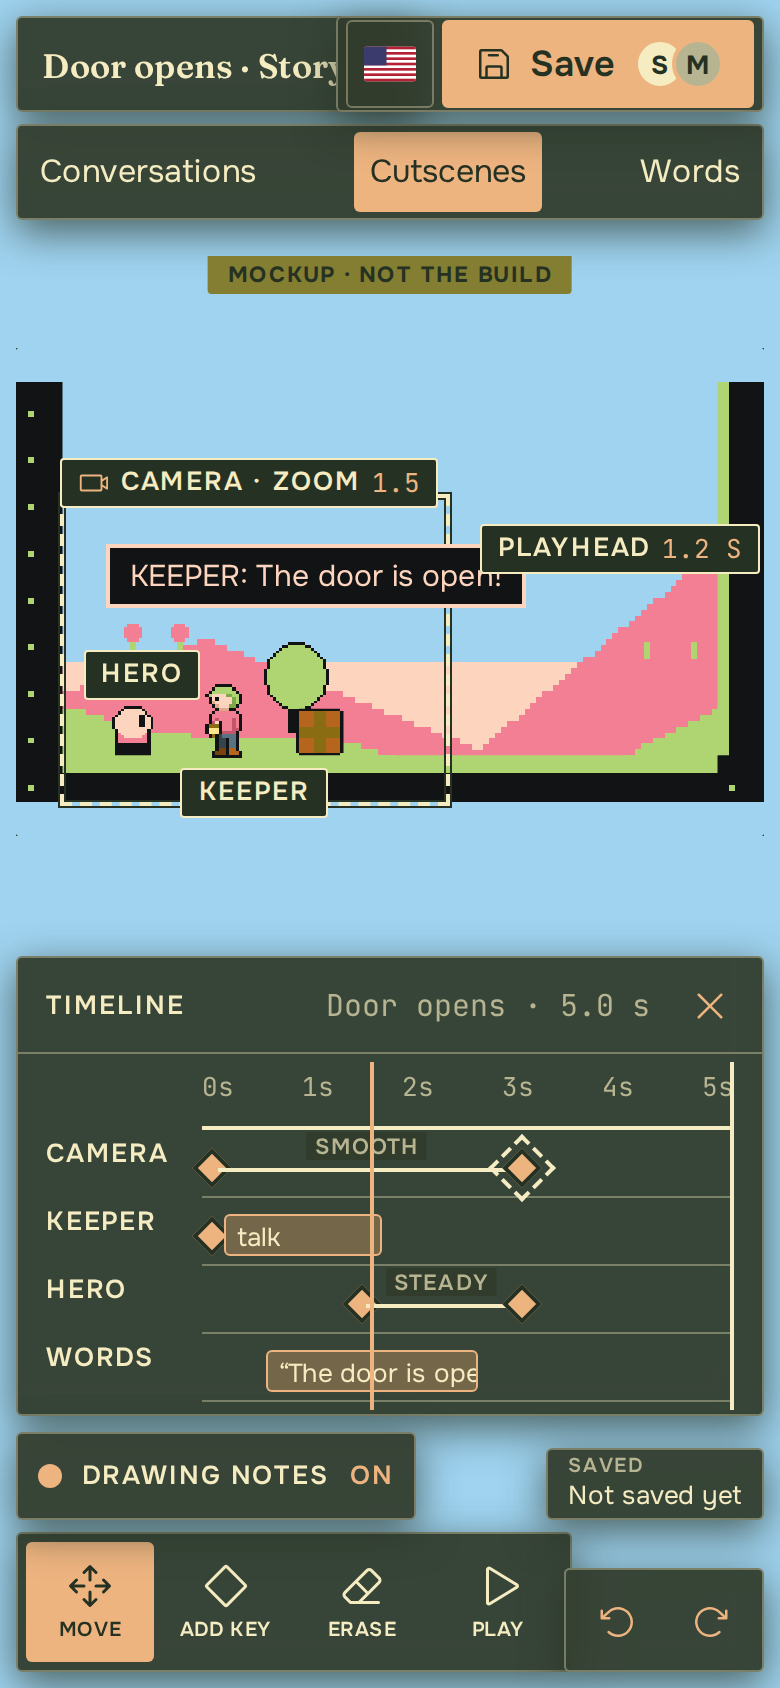 Door opens · Story
Save
S M
Conversations
Cutscenes
Words
MOCKUP · NOT THE BUILD
CAMERA · ZOOM 1.5
PLAYHEAD 1.2 S
KEEPER: The door is open!
HERO
KEEPER
TIMELINE
Door opens · 5.0 s
0s 1s 2s 3s 4s 5s
CAMERA
SMOOTH
KEEPER
talk
HERO
STEADY
WORDS
“The door is ope
DRAWING NOTES ON
SAVED
Not saved yet
MOVE
ADD KEY
ERASE
PLAY